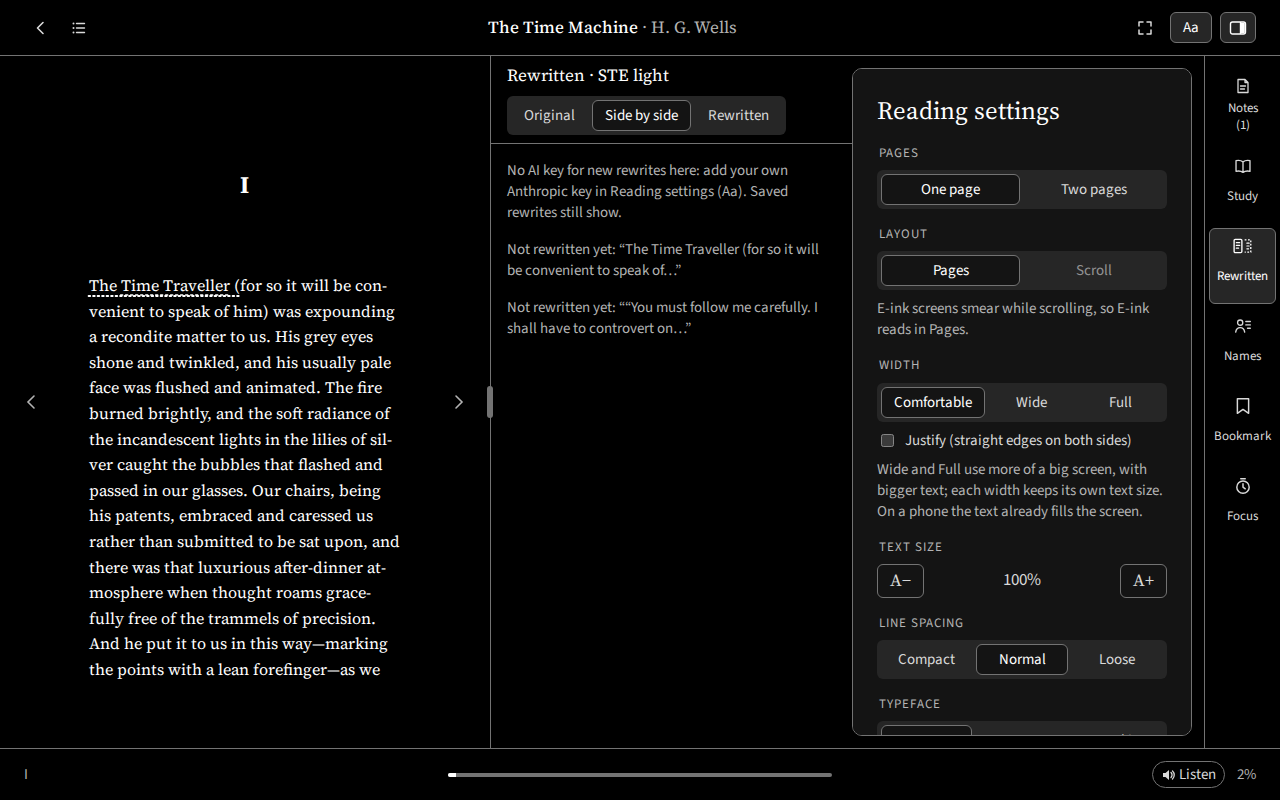 The Time Machine · H. G. Wells
Aa
I
The Time Traveller (for so it will be con-
venient to speak of him) was expounding
a recondite matter to us. His grey eyes
shone and twinkled, and his usually pale
face was flushed and animated. The fire
burned brightly, and the soft radiance of
the incandescent lights in the lilies of sil-
ver caught the bubbles that flashed and
passed in our glasses. Our chairs, being
his patents, embraced and caressed us
rather than submitted to be sat upon, and
there was that luxurious after-dinner at-
mosphere when thought roams grace-
fully free of the trammels of precision.
And he put it to us in this way—marking
the points with a lean forefinger—as we
Rewritten · STE light
Original Side by side Rewritten
No AI key for new rewrites here: add your own
Anthropic key in Reading settings (Aa). Saved
rewrites still show.
Not rewritten yet: “The Time Traveller (for so it will
be convenient to speak of…”
Not rewritten yet: ““You must follow me carefully. I
shall have to controvert on…”
Reading settings
PAGES
One page Two pages
LAYOUT
Pages Scroll
E-ink screens smear while scrolling, so E-ink
reads in Pages.
WIDTH
Comfortable Wide Full
Justify (straight edges on both sides)
Wide and Full use more of a big screen, with
bigger text; each width keeps its own text size.
On a phone the text already fills the screen.
TEXT SIZE
A− 100% A+
LINE SPACING
Compact Normal Loose
TYPEFACE
Notes
(1)
Study
Rewritten
Names
Bookmark
Focus
I
Listen 2%